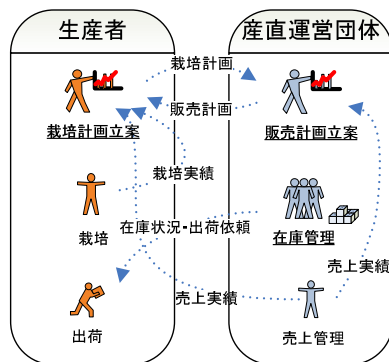 生産者
産直運営団体
栽培計画
販売計画
栽培計画立案
販売計画立案
栽培実績
栽培
在庫状況・出荷依頼
在庫管理
売上実績
売上実績
出荷
売上管理